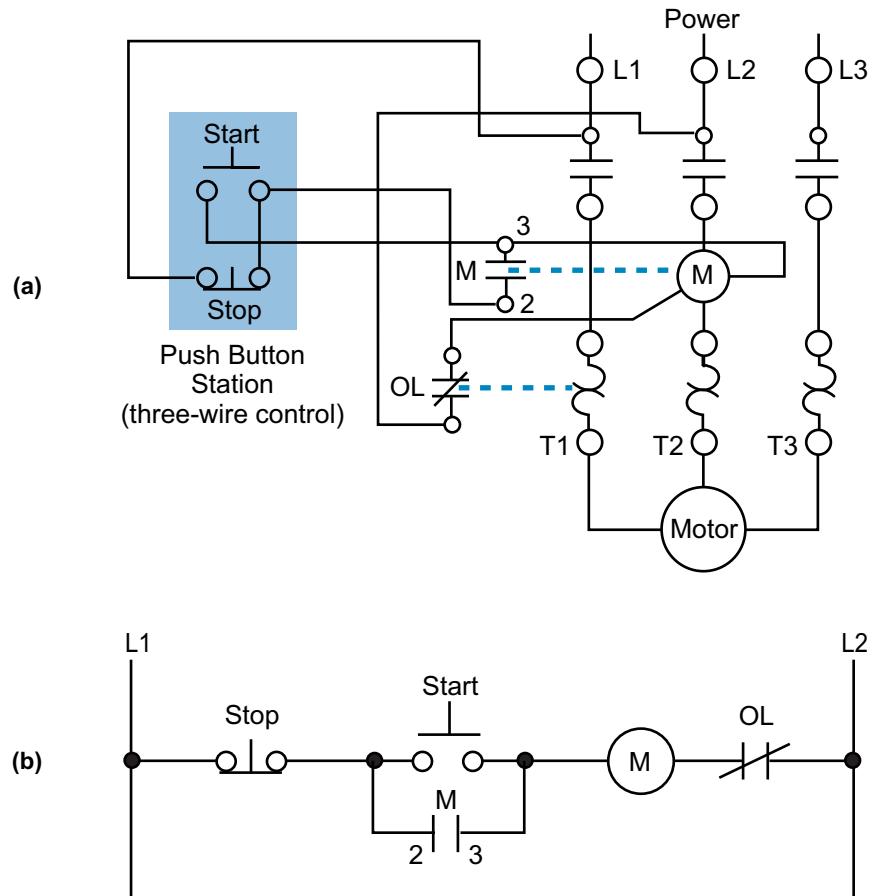 Power
L1
L2
L3
Start
3
M
M
(a)
2
Stop
Push Button
Station
(three-wire control)
OL
T1
T2
T3
Motor
L1
L2
Start
Stop
OL
(b)
M
M
2
3